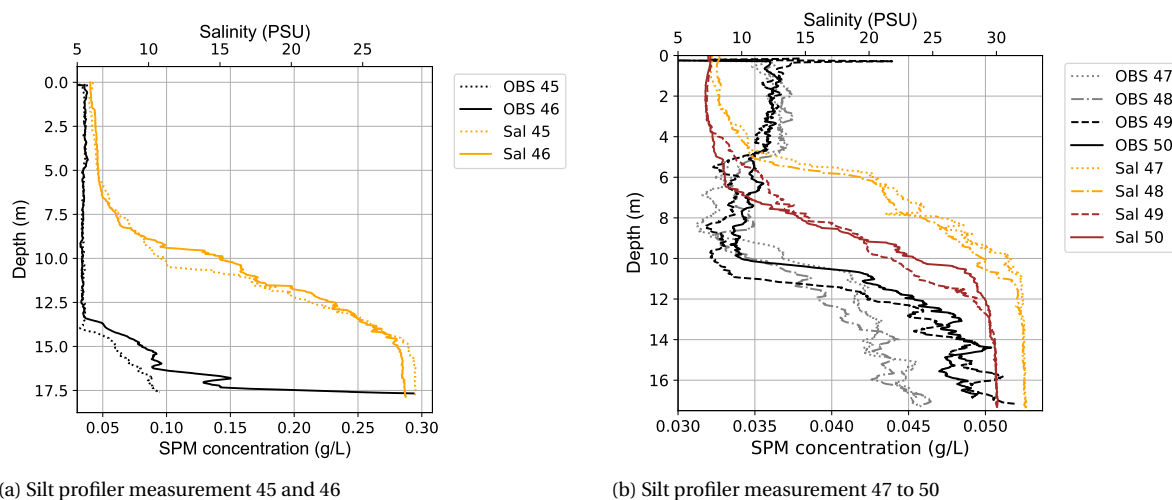 Salinity (PSU)
5 10 15 20 25
0.0
2.5
5.0
7.5
10.0
12.5
15.0
17.5
Depth (m)
0.05 0.10 0.15 0.20 0.25 0.30
SPM concentration (g/L)
OBS 45
OBS 46
Sal 45
Sal 46
(a) Silt profiler measurement 45 and 46
Salinity (PSU)
5 10 15 20 25 30
0
2
4
6
8
10
12
14
16
Depth (m)
0.030 0.035 0.040 0.045 0.050
SPM concentration (g/L)
OBS 47
OBS 48
OBS 49
OBS 50
Sal 47
Sal 48
Sal 49
Sal 50
(b) Silt profiler measurement 47 to 50